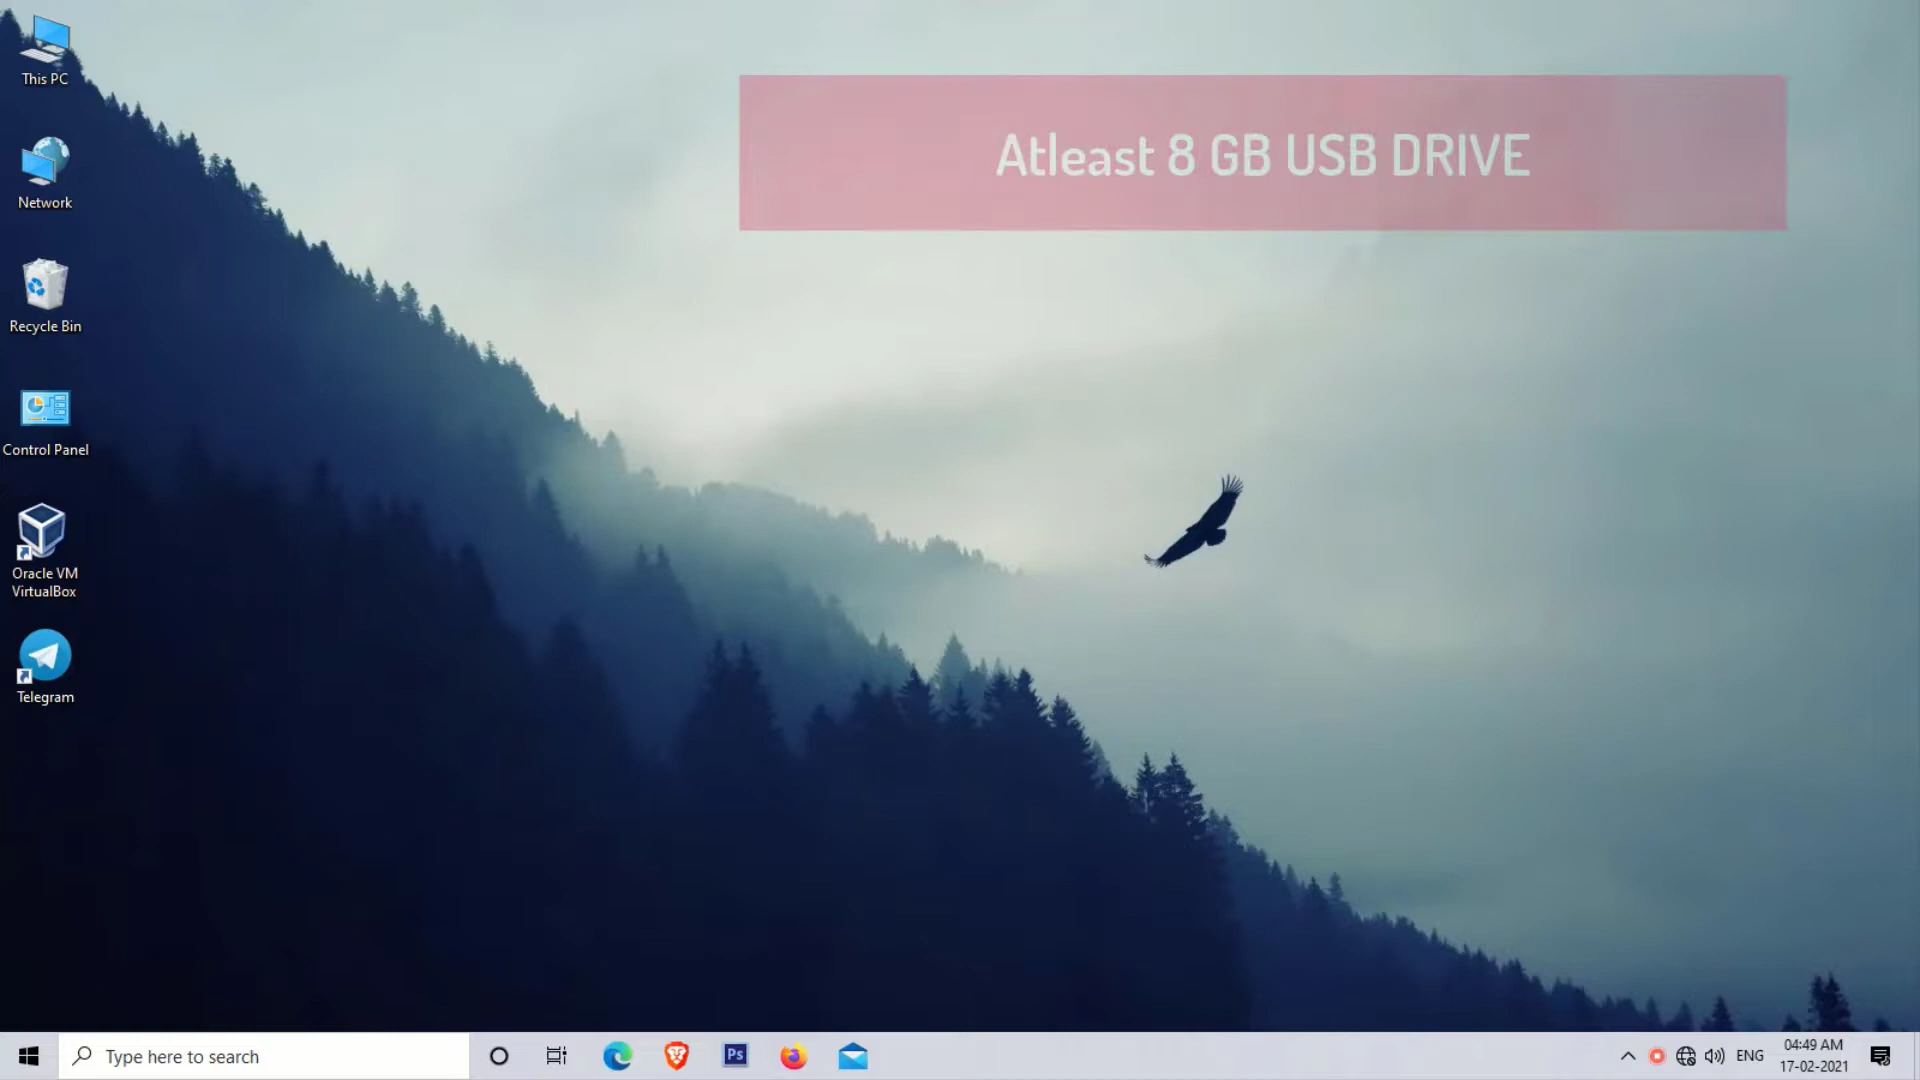 This PC
Atleast 8 GB USB DRIVE
Network
Recycle Bin
Control Panel
Oracle VM
VirtualBox
Telegram
Type here to search
Ps
ENG
04:49 AM
17-02-2021